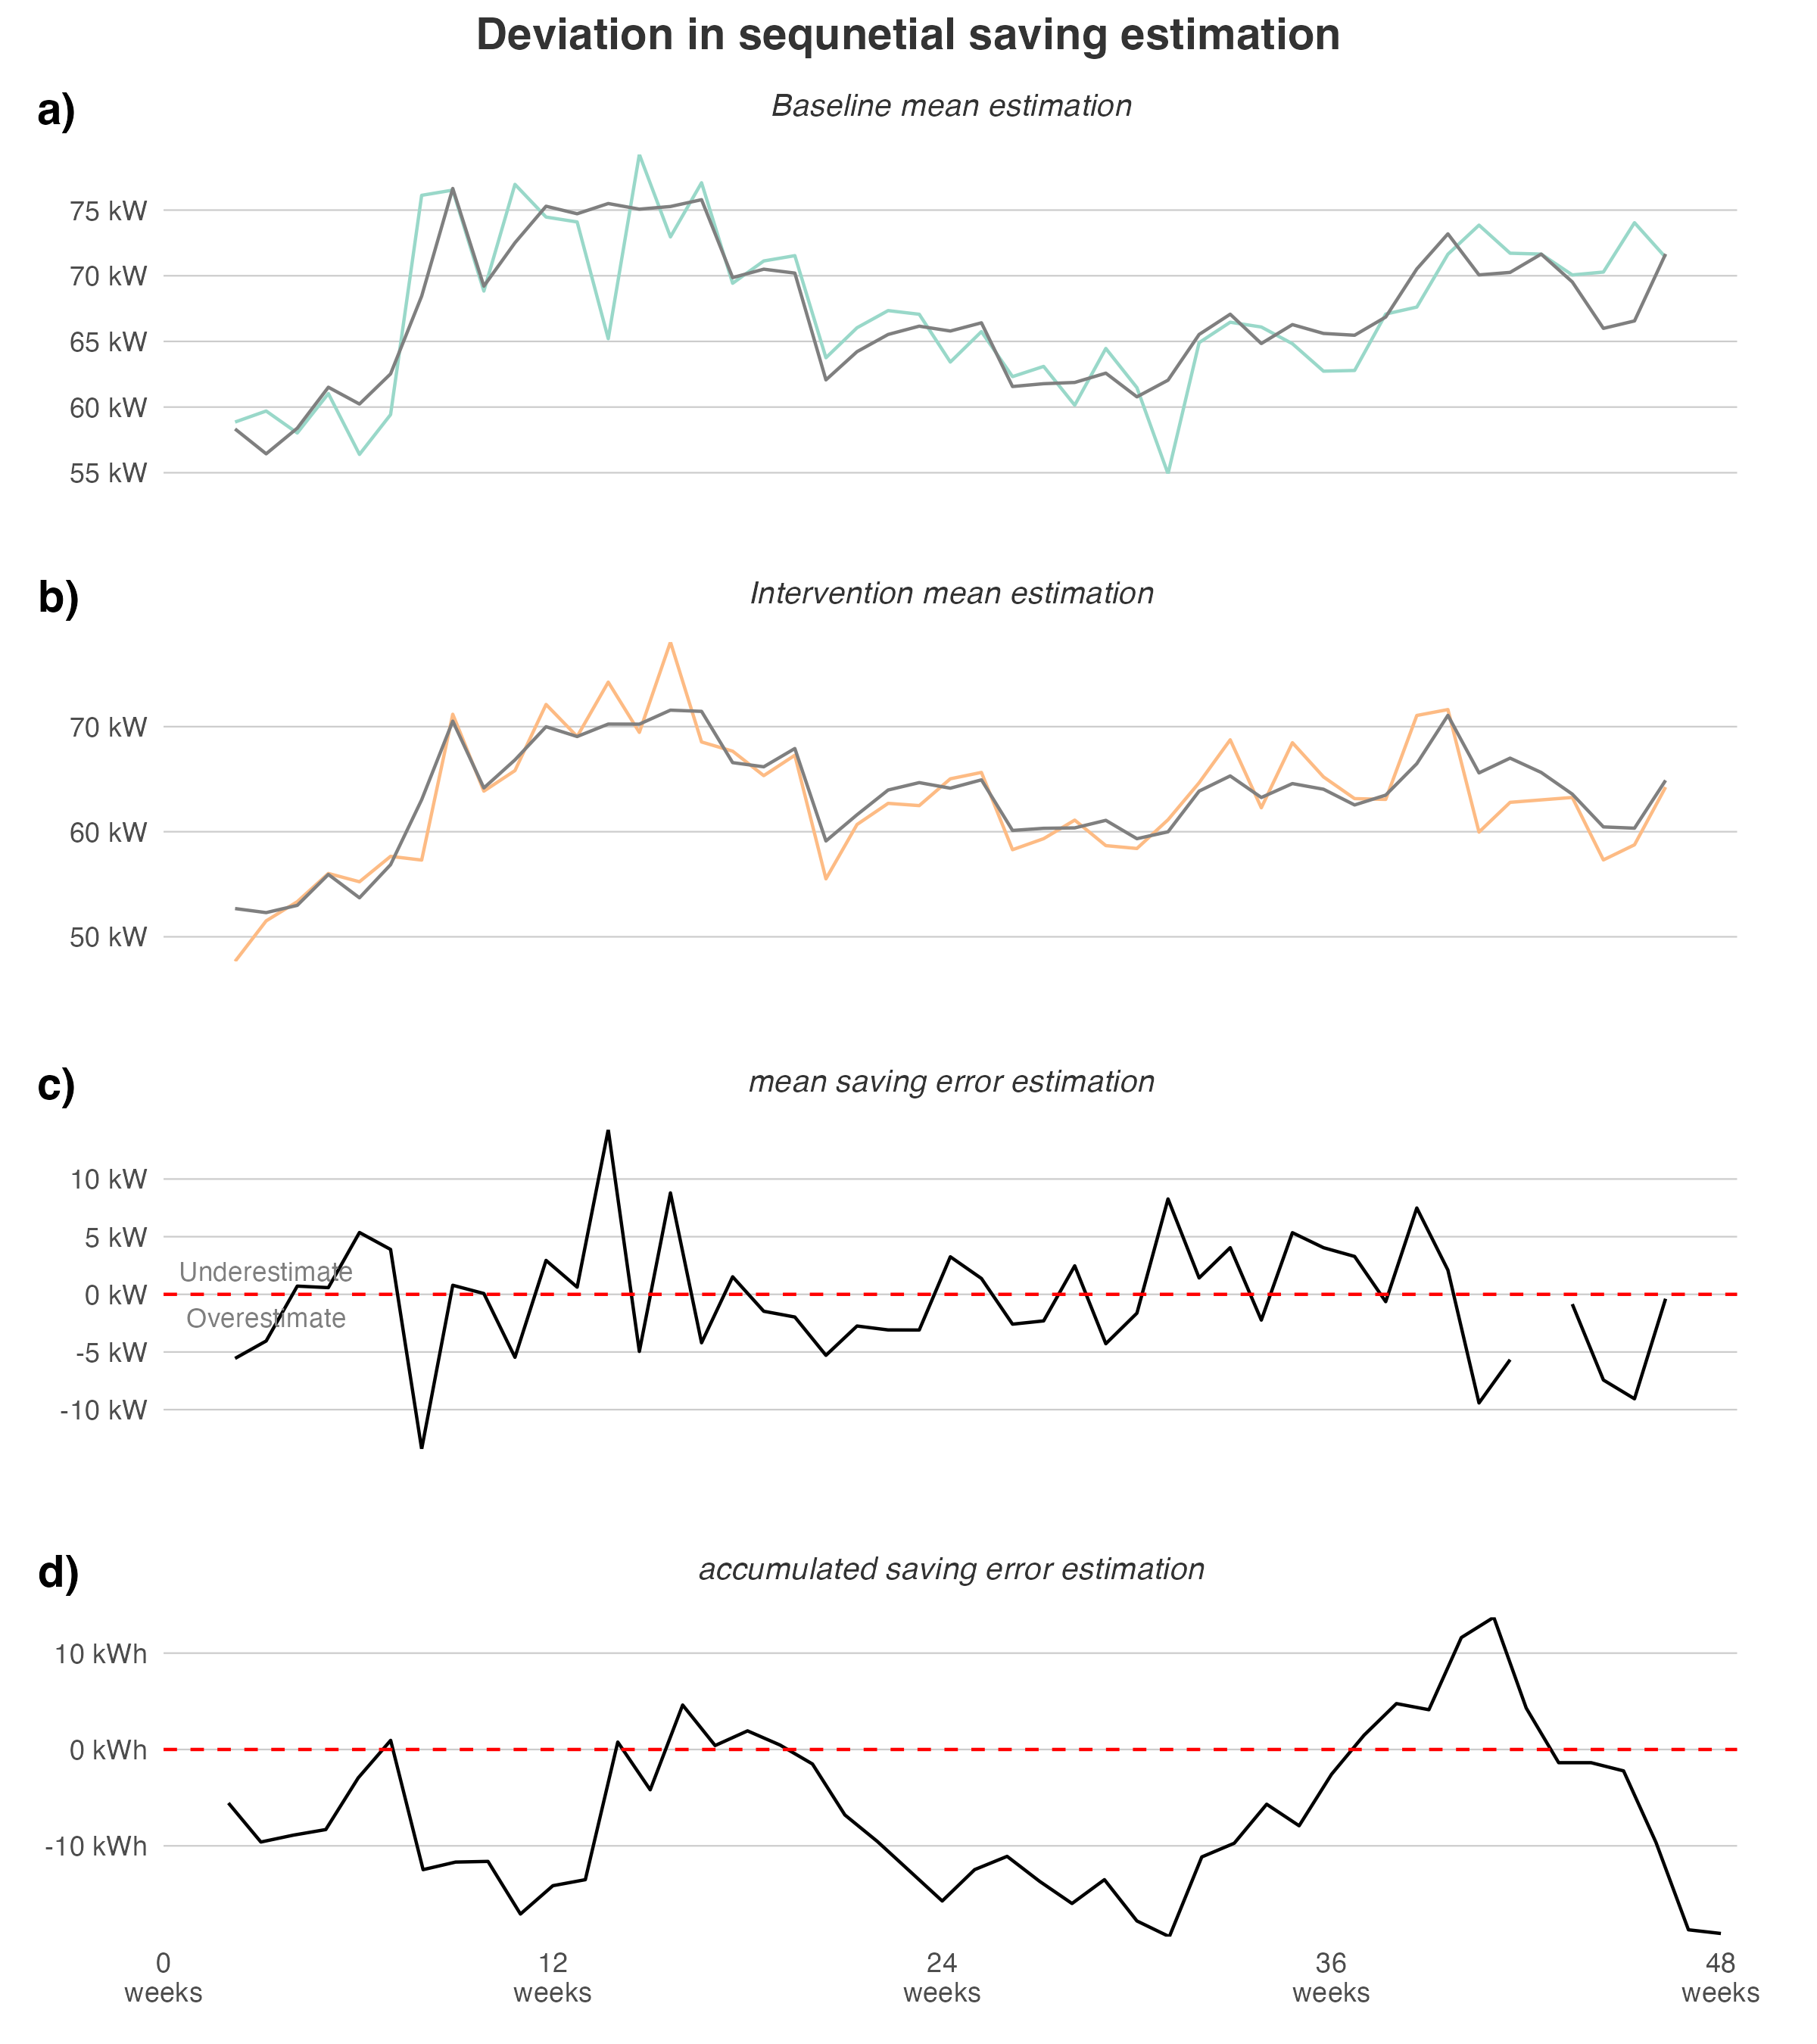 Deviation in sequnetial saving estimation
a)
Baseline mean estimation
75 kW
70 kW
65 kW
60 kW
55 kW
b)
Intervention mean estimation
70 kW
60 kW
50 kW
c)
mean saving error estimation
10 kW
5 kW
Underestimate
0 kW
Overestimate
-5 kW
-10 kW
d)
accumulated saving error estimation
10 kWh
0 kWh
-10 kWh
0 12 24 36 48
weeks weeks weeks weeks weeks